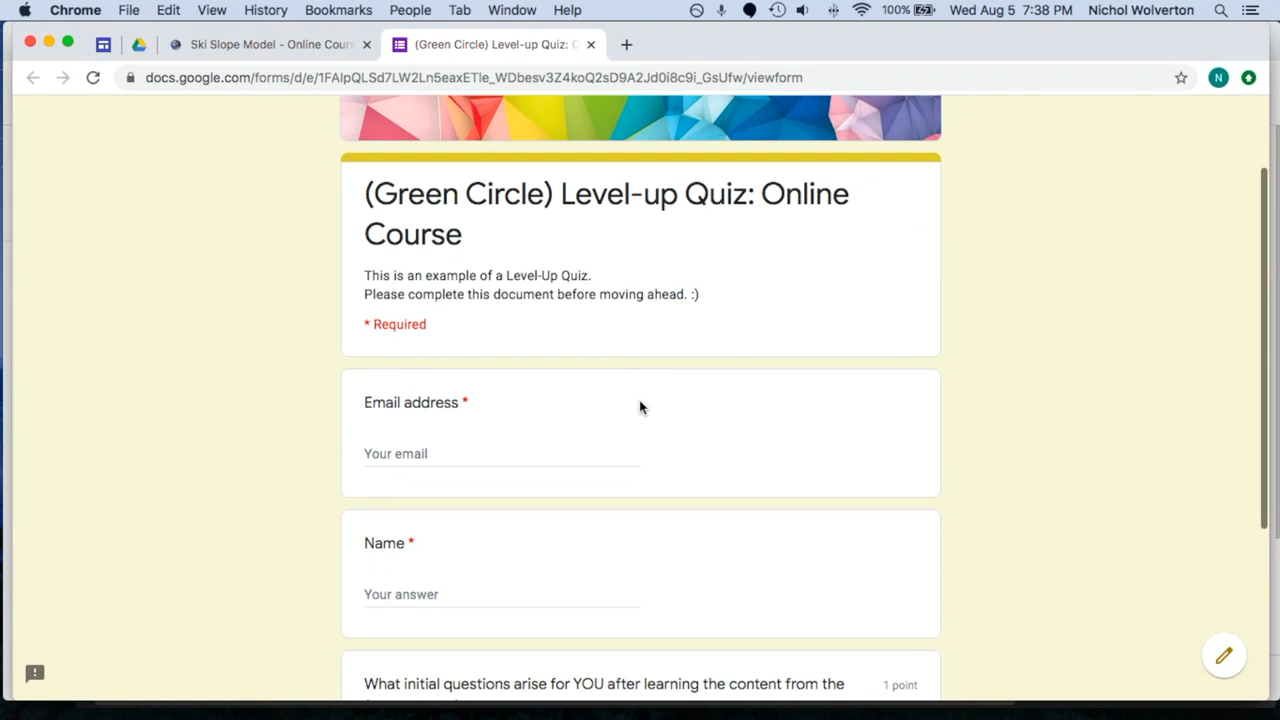 Chrome File Edit View History Bookmarks People Tab Window Help 100% Wed Aug 5 7:38 PM Nichol Wolverton
Ski Slope Model - Online Cours
(Green Circle) Level-up Quiz: C
docs.google.com/forms/d/e/1FAIpQLSd7LW2Ln5eaxETle_WDbesv3Z4koQ2sD9A2Jd0i8c9i_GsUfw/viewform
N
(Green Circle) Level-up Quiz: Online
Course
This is an example of a Level-Up Quiz.
Please complete this document before moving ahead. :)
* Required
Email address *
Your email
Name *
Your answer
What initial questions arise for YOU after learning the content from the 1 point